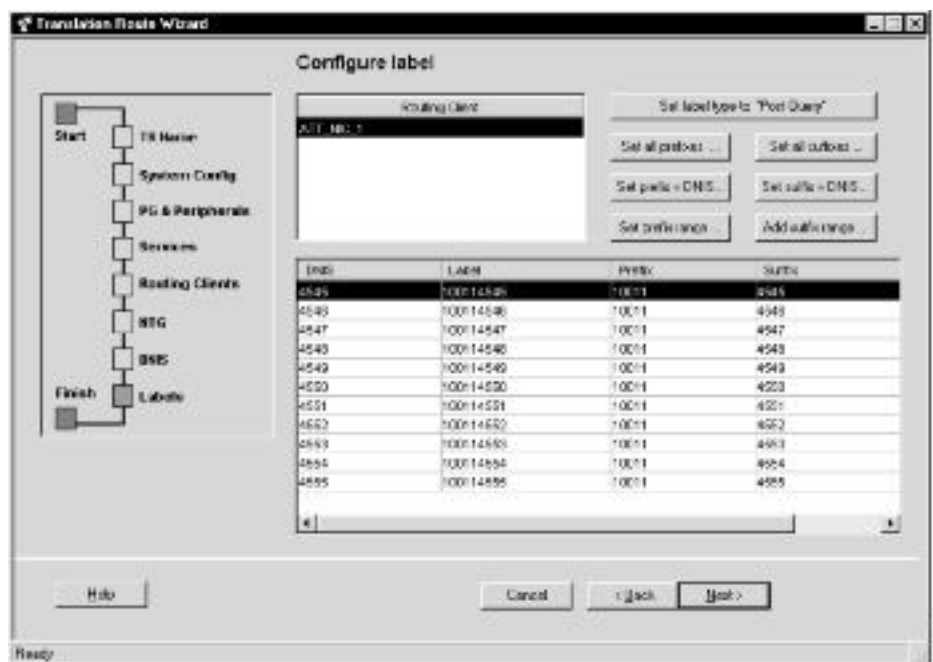 Translation Route Wizard
Configure label
Start
TR Name
System Config
PG & Peripherals
Services
Routing Clients
NTG
DNIS
Labels
Finish
Routing Client
ATT_NIC_1
Set label type to "Post Query"
Set all prefixes ...
Set all suffixes ...
Set prefix = DNIS...
Set suffix = DNIS...
Set prefix range ...
Add suffix range ...
DNIS Label Prefix Suffix
4545 100114545 10011 4545
4546 100114546 10011 4546
4547 100114547 10011 4547
4548 100114548 10011 4548
4549 100114549 10011 4549
4550 100114550 10011 4550
4551 100114551 10011 4551
4552 100114552 10011 4552
4553 100114553 10011 4553
4554 100114554 10011 4554
4555 100114555 10011 4555
Help
Cancel
< Back
Next >
Ready